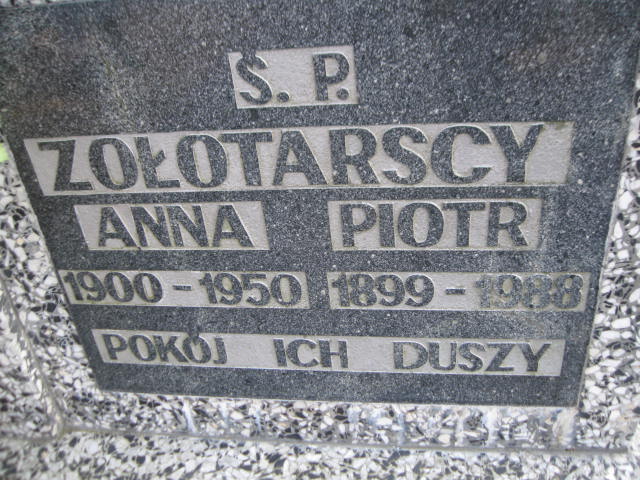 S. P.
ZOŁOTARSCY
ANNA PIOTR
1900-1950 1899-1988
POKÓJ ICH DUSZY